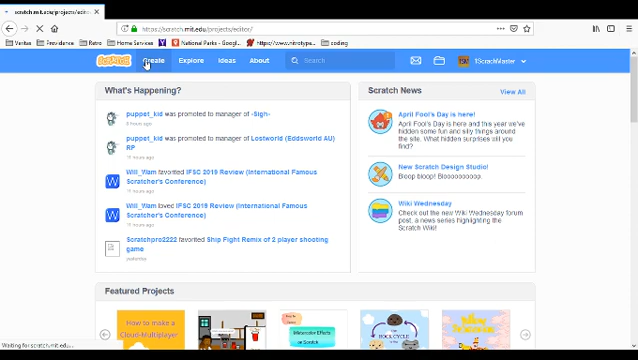 scratch.mit.edu/projects/editor/
https://scratch.mit.edu/projects/editor/
Veritas Providence Retro Home Services National Parks - Googl... https://www.nitrotype... coding
SCRATCH Create Explore Ideas About Search
What's Happening?
puppet_kid was promoted to manager of -Sign-
puppet_kid was promoted to manager of Lostworld (Eddsworld AU)
RP
favorited IFSC 2019 Review (International Famous
Scratcher's Conference)
loved IFSC 2019 Review (International Famous
Scratcher's Conference)
Scratchpro2222 favorited Ship Fight Remix of 2 player shooting
game
yesterday
Scratch News View All
April Fool's Day is here!
April Fool's Day is here and this year we've
hidden some fun and silly things around
the site. What hidden surprises will you
find?
New Scratch Design Studio!
Wiki Wednesday
Check out the new Wiki Wednesday forum
post, a news series highlighting the
Scratch Wiki!
Featured Projects
How to make a
Cloud-Multiplayer
Watercolor Effects
on Scratch
THE
ROCK CYCLE
Waiting for scratch.mit.edu...